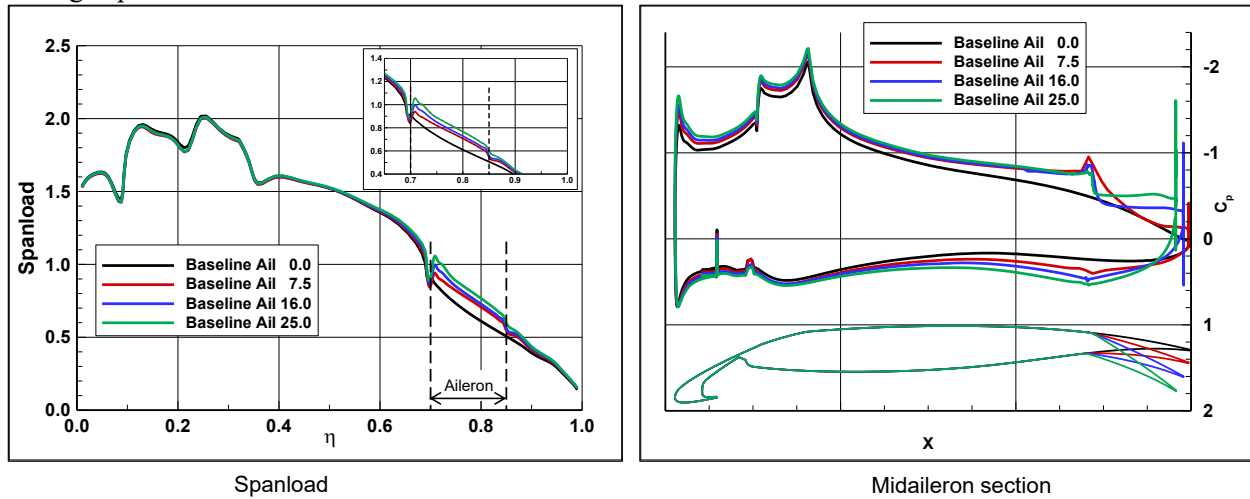 2.5
2.0
1.5
1.0
0.5
0.0
Spanload
0.0 0.2 0.4 0.6 0.8 1.0
η
1.4
1.2
1.0
0.8
0.6
0.4
0.7 0.8 0.9 1.0
Baseline Ail 0.0
Baseline Ail 7.5
Baseline Ail 16.0
Baseline Ail 25.0
Aileron
Spanload
Baseline Ail 0.0
Baseline Ail 7.5
Baseline Ail 16.0
Baseline Ail 25.0
-2
-1
0
1
2
Cp
X
Midaileron section